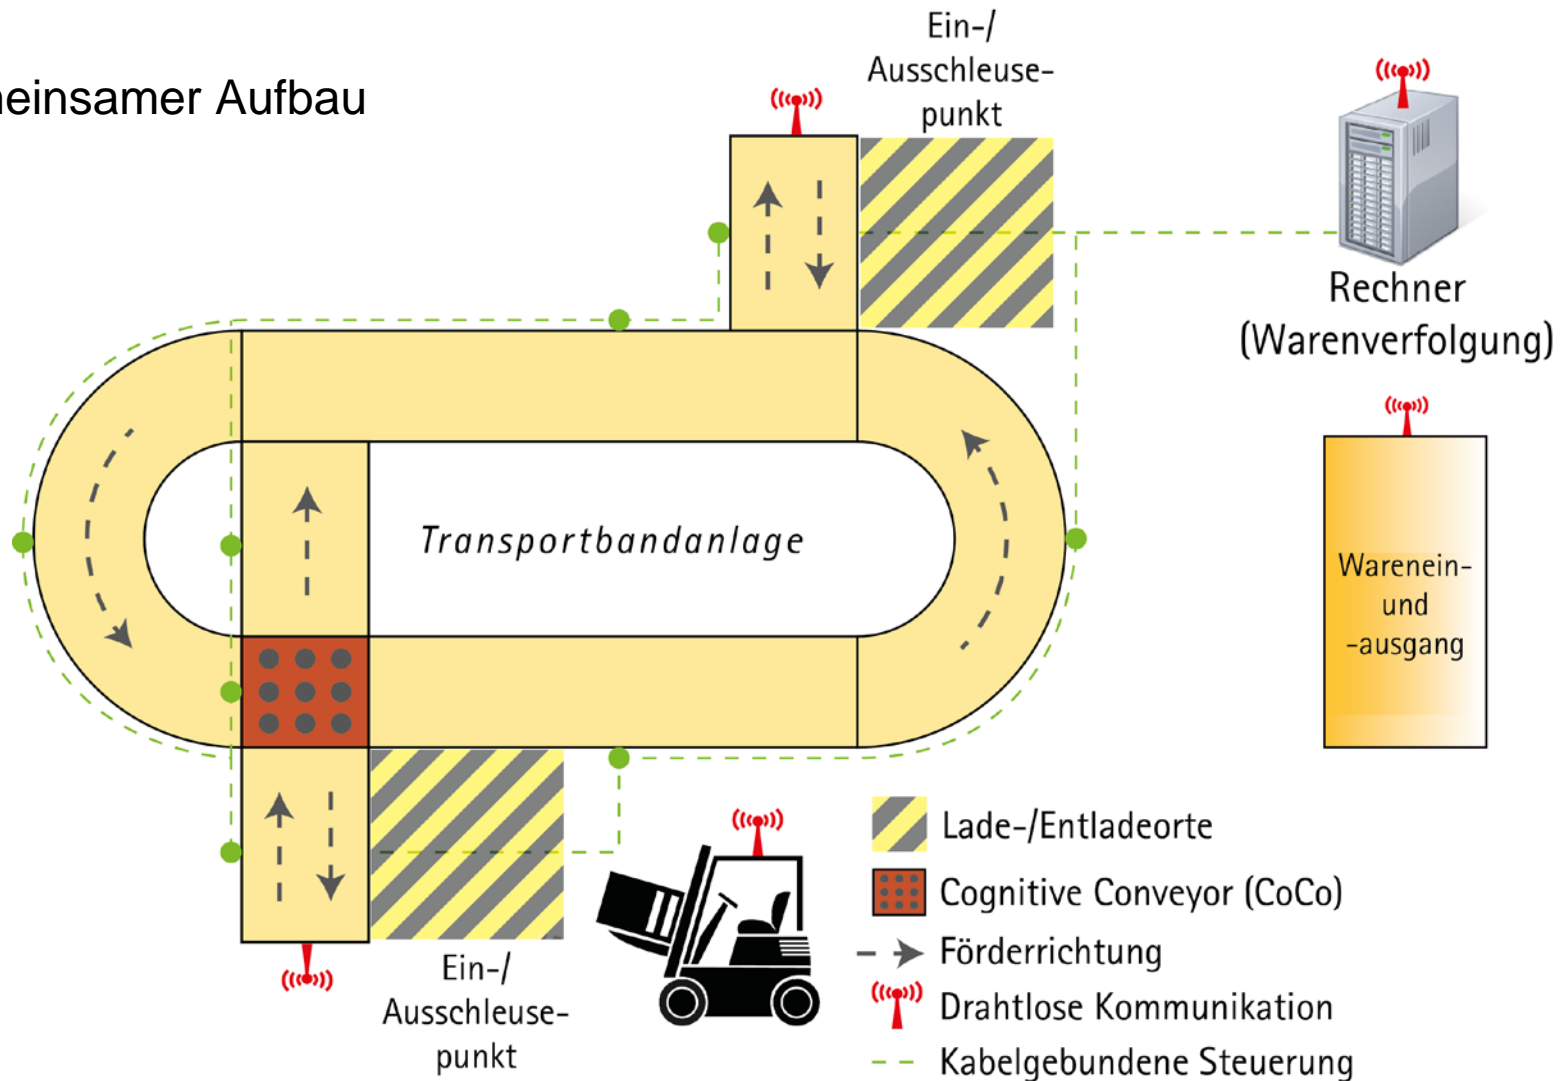 einsamer Aufbau
Ein-/
Ausschleuse-
punkt
Rechner
(Warenverfolgung)
Transportbandanlage
Warenein-
und
-ausgang
Ein-/
Ausschleuse-
punkt
Lade-/Entladeorte
Cognitive Conveyor (CoCo)
Förderrichtung
Drahtlose Kommunikation
Kabelgebundene Steuerung